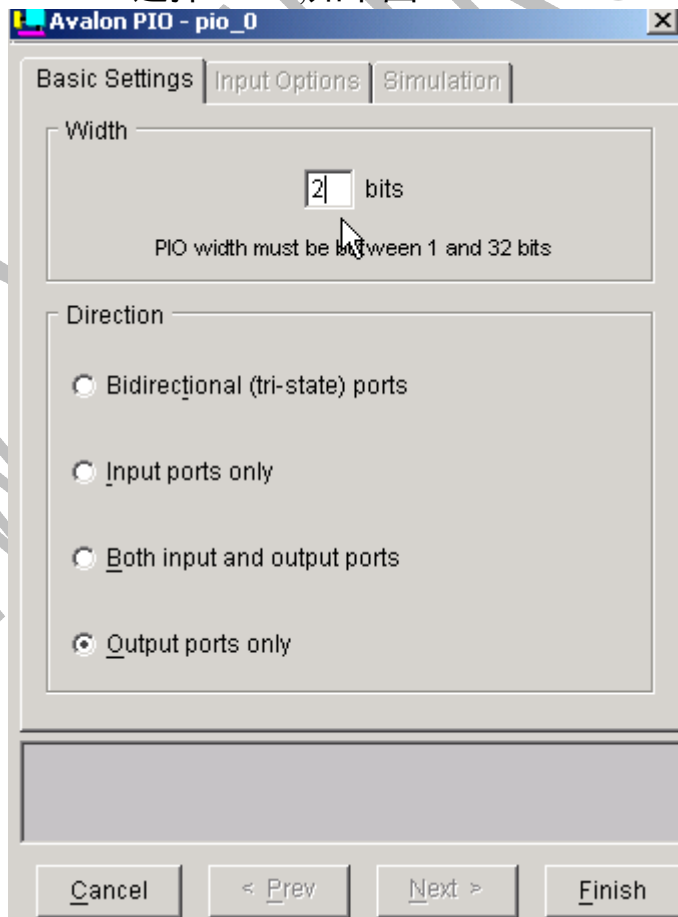 Avalon PIO - pio_0
Basic Settings Input Options Simulation
Width
2 bits
PIO width must be between 1 and 32 bits
Direction
Bidirectional (tri-state) ports
Input ports only
Both input and output ports
Output ports only
Cancel < Prev Next > Finish